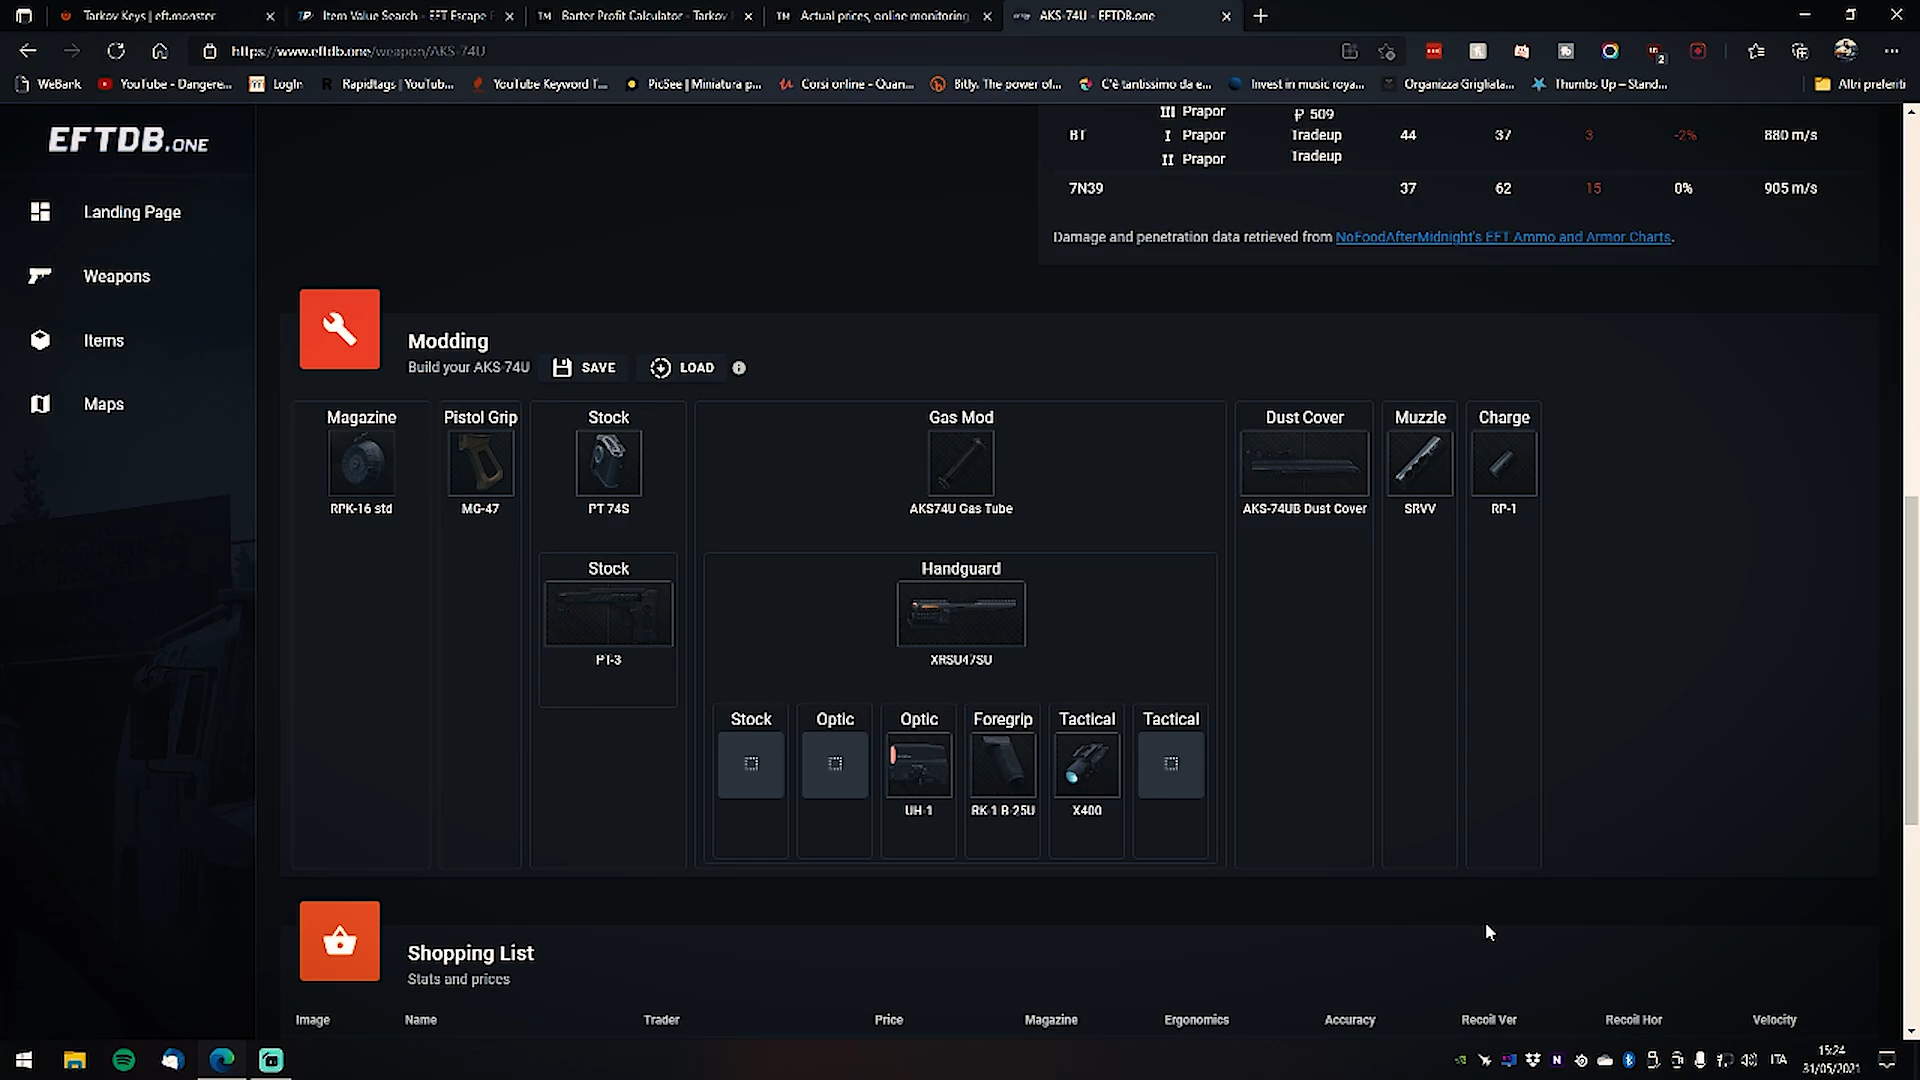 Tarkov Keys | eft.monster
Item Value Search - EFT Escape F
Barter Profit Calculator - Tarkov
Actual prices, online monitoring
AKS-74U - EFTDB.one
https://www.eftdb.one/weapon/AKS-74U
WeBank
YouTube - Dangere...
Login
Rapidtags | YouTub...
YouTube Keyword T...
PicSee | Miniatura p...
Corsi online - Quan...
Bitly. The power of...
C'è tantissimo da e...
Invest in music roya...
Organizza Grigliata...
Thumbs Up – Stand...
Altri preferiti
EFTDB.ONE
Landing Page
Weapons
Items
Maps
III Prapor ₽ 509
BT I Prapor Tradeup 44 37 3 -2% 880 m/s
II Prapor Tradeup
7N39 37 62 15 0% 905 m/s
Damage and penetration data retrieved from NoFoodAfterMidnight's EFT Ammo and Armor Charts.
Modding
Build your AKS-74U SAVE LOAD
Magazine Pistol Grip Stock Gas Mod Dust Cover Muzzle Charge
RPK-16 std MG-47 PT 74S AKS74U Gas Tube AKS-74UB Dust Cover SRVV RP-1
Stock Handguard
PT-3 XRSU47SU
Stock Optic Optic Foregrip Tactical Tactical
UH-1 RK-1 B-25U X400
Shopping List
Stats and prices
Image Name Trader Price Magazine Ergonomics Accuracy Recoil Ver Recoil Hor Velocity
ITA
15:24
31/05/2021